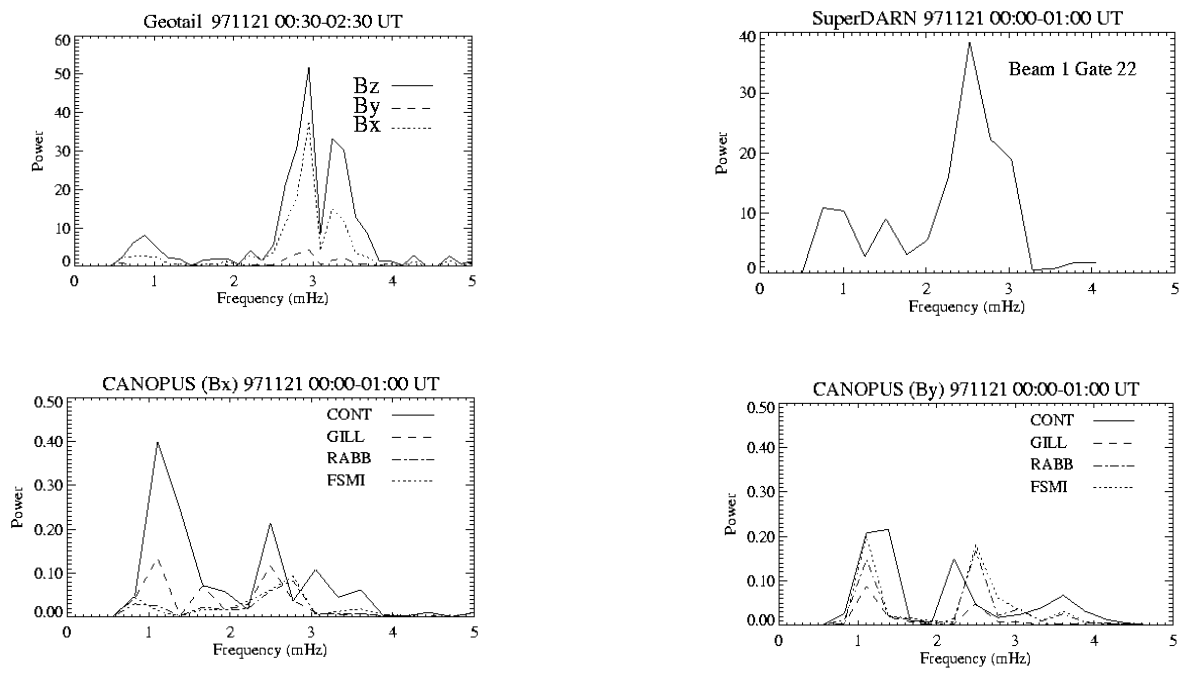 Geotail 971121 00:30-02:30 UT
60
50
40
30
20
10
0
Power
Bz
By
Bx
0 1 2 3 4 5
Frequency (mHz)
SuperDARN 971121 00:00-01:00 UT
40
30
20
10
0
Power
Beam 1 Gate 22
0 1 2 3 4 5
Frequency (mHz)
CANOPUS (Bx) 971121 00:00-01:00 UT
0.50
0.40
0.30
0.20
0.10
0.00
Power
CONT
GILL
RABB
FSMI
0 1 2 3 4 5
Frequency (mHz)
CANOPUS (By) 971121 00:00-01:00 UT
0.50
0.40
0.30
0.20
0.10
0.00
Power
CONT
GILL
RABB
FSMI
0 1 2 3 4 5
Frequency (mHz)